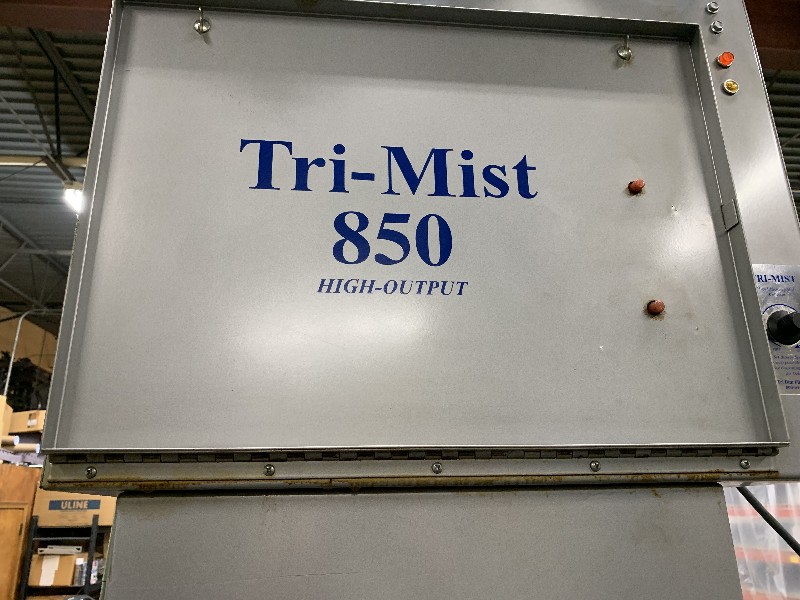 Tri-Mist
850
HIGH-OUTPUT
TRI-MIST
ULINE